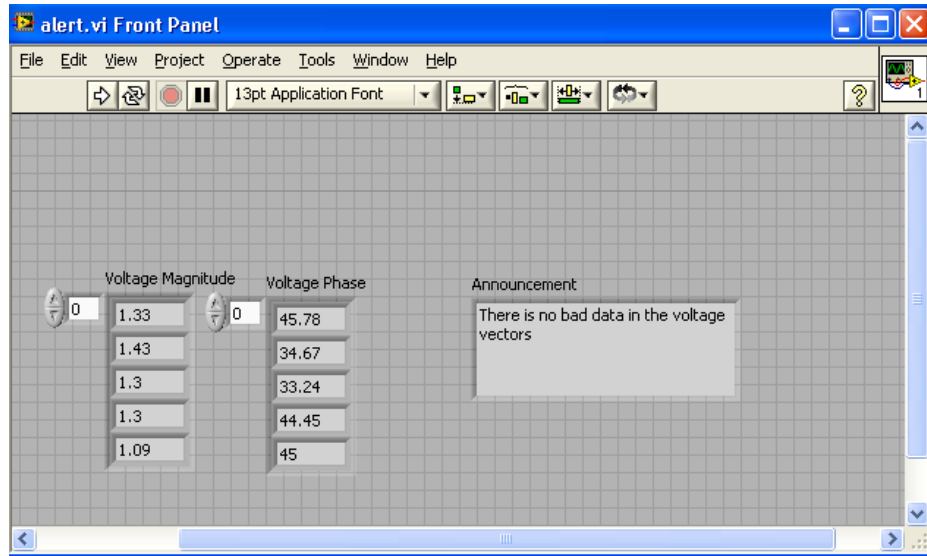 alert.vi Front Panel
File Edit View Project Operate Tools Window Help
13pt Application Font
1
Voltage Magnitude
Voltage Phase
Announcement
0
1.33
1.43
1.3
1.3
1.09
0
45.78
34.67
33.24
44.45
45
There is no bad data in the voltage
vectors